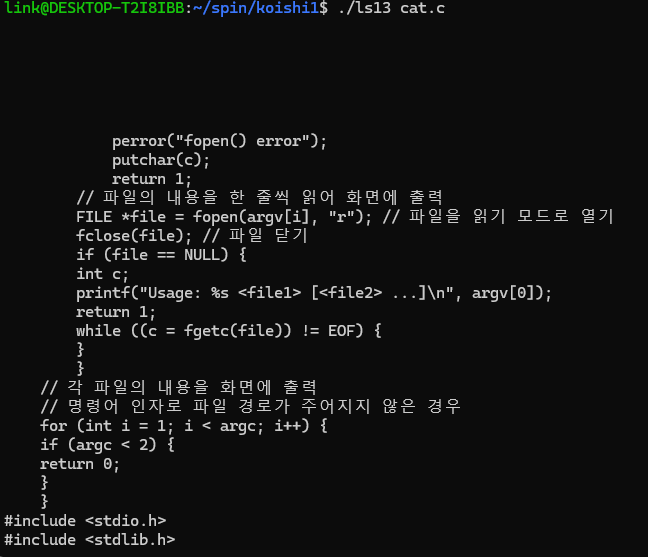 link@DESKTOP-T2I8IBB:~/spin/koishi1$ ./ls13 cat.c
            perror("fopen() error");
            putchar(c);
            return 1;
        // 파일의 내용을 한 줄씩 읽어 화면에 출력
        FILE *file = fopen(argv[i], "r"); // 파일을 읽기 모드로 열기
        fclose(file); // 파일 닫기
        if (file == NULL) {
        int c;
        printf("Usage: %s <file1> [<file2> ...]\n", argv[0]);
        return 1;
        while ((c = fgetc(file)) != EOF) {
        }
        }
    // 각 파일의 내용을 화면에 출력
    // 명령어 인자로 파일 경로가 주어지지 않은 경우
    for (int i = 1; i < argc; i++) {
    if (argc < 2) {
    return 0;
    }
    }
#include <stdio.h>
#include <stdlib.h>